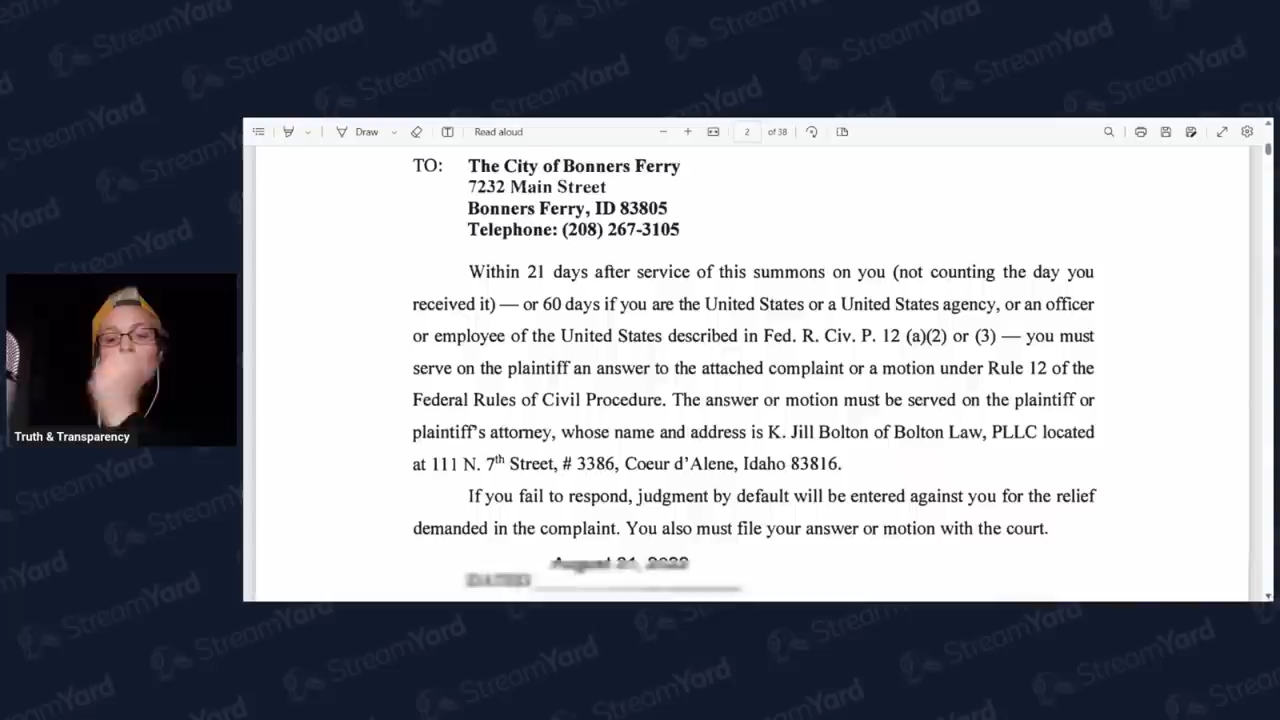 StreamYard
Draw
Read aloud
2 of 38
TO: The City of Bonners Ferry
7232 Main Street
Bonners Ferry, ID 83805
Telephone: (208) 267-3105
Within 21 days after service of this summons on you (not counting the day you
received it) — or 60 days if you are the United States or a United States agency, or an officer
or employee of the United States described in Fed. R. Civ. P. 12 (a)(2) or (3) — you must
serve on the plaintiff an answer to the attached complaint or a motion under Rule 12 of the
Federal Rules of Civil Procedure. The answer or motion must be served on the plaintiff or
plaintiff's attorney, whose name and address is K. Jill Bolton of Bolton Law, PLLC located
at 111 N. 7th Street, # 3386, Coeur d'Alene, Idaho 83816.
If you fail to respond, judgment by default will be entered against you for the relief
demanded in the complaint. You also must file your answer or motion with the court.
August
Truth & Transparency